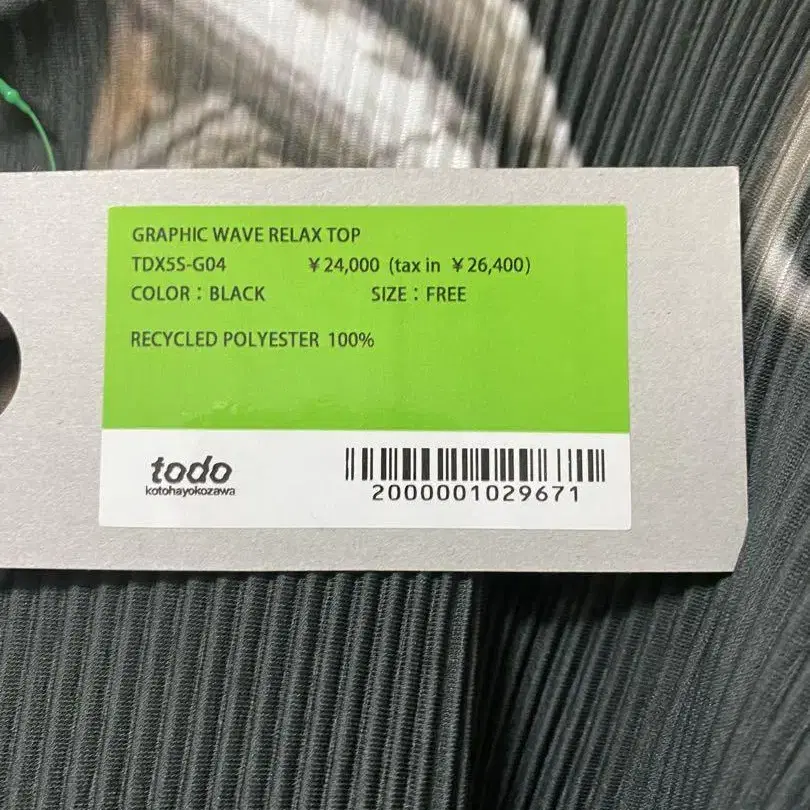 GRAPHIC WAVE RELAX TOP
TDX5S-G04 ￥24,000 (tax in ￥26,400)
COLOR：BLACK SIZE：FREE
RECYCLED POLYESTER 100%
todo
kotohayokozawa
2000001029671